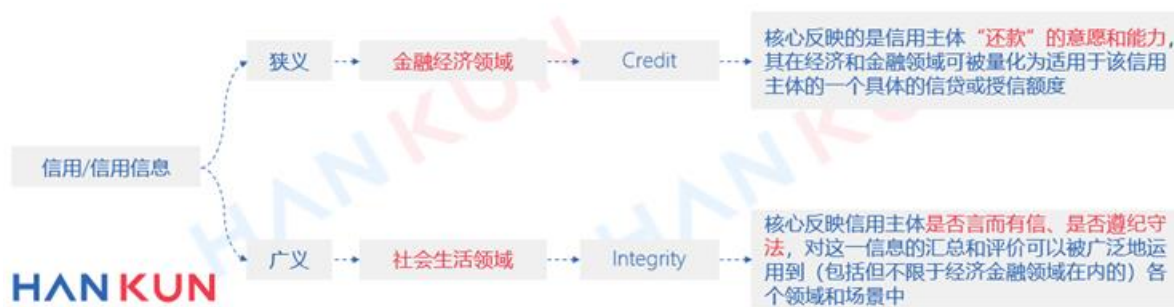 狭义
金融经济领域
Credit
核心反映的是信用主体“还款”的意愿和能力,
其在经济和金融领域可被量化为适用于该信用
主体的一个具体的信贷或授信额度
信用/信用信息
广义
社会生活领域
Integrity
核心反映信用主体是否言而有信、是否遵纪守
法，对这一信息的汇总和评价可以被广泛地运
用到（包括但不限于经济金融领域在内的）各
个领域和场景中
HANKUN
HANKUN
HANKUN